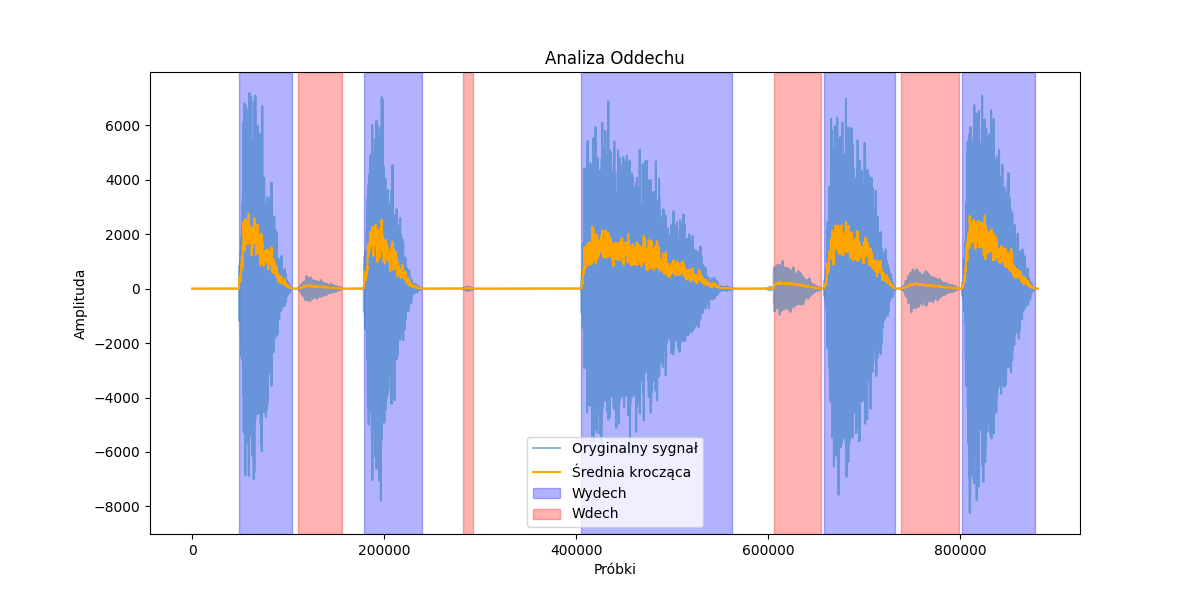 Analiza Oddechu
Amplituda
6000
4000
2000
0
−2000
−4000
−6000
−8000
Oryginalny sygnał
Średnia krocząca
Wydech
Wdech
0 200000 400000 600000 800000
Próbki